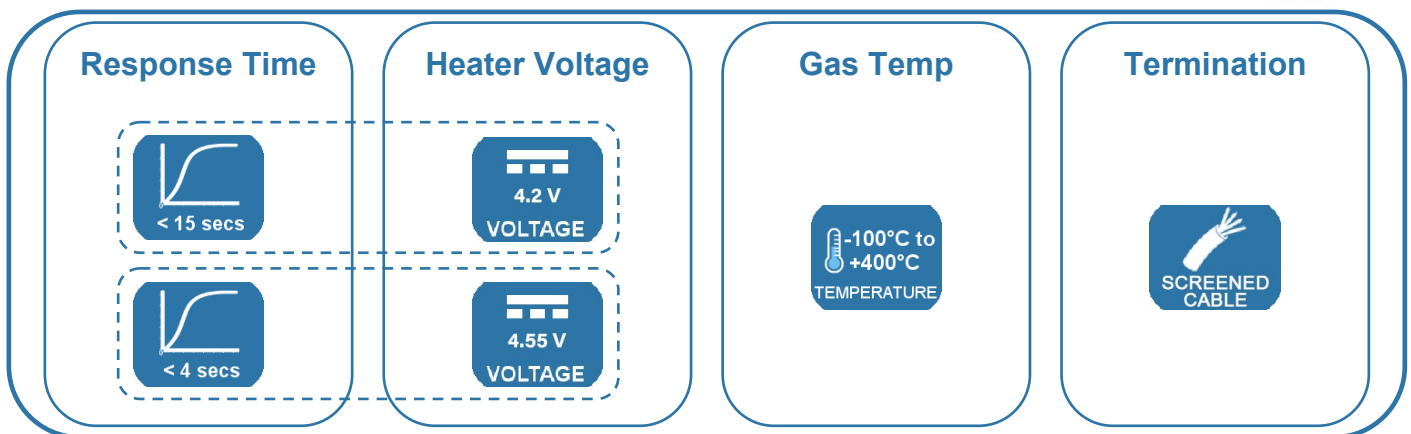 Response Time
Heater Voltage
Gas Temp
Termination
< 15 secs
4.2 V
VOLTAGE
< 4 secs
4.55 V
VOLTAGE
-100°C to
+400°C
TEMPERATURE
SCREENED
CABLE